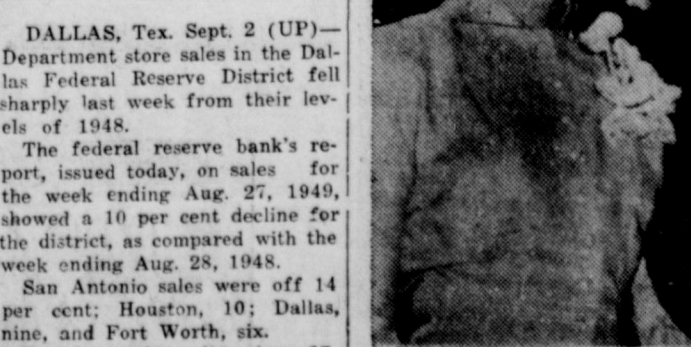 DALLAS, Tex. Sept. 2 (UP)—
Department store sales in the Dal-
las Federal Reserve District fell
sharply last week from their lev-
els of 1948.
The federal reserve bank's re-
port, issued today, on sales for
the week ending Aug. 27, 1949,
showed a 10 per cent decline for
the district, as compared with the
week ending Aug. 28, 1948.
San Antonio sales were off 14
per cent; Houston, 10; Dallas,
nine, and Fort Worth, six.